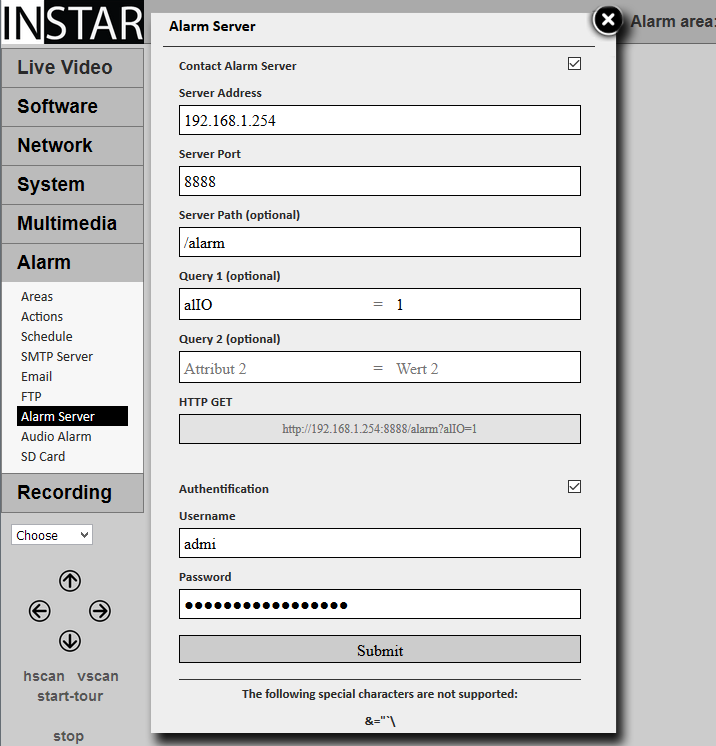 INSTAR
Alarm area:
Live Video
Software
Network
System
Multimedia
Alarm
Areas
Actions
Schedule
SMTP Server
Email
FTP
Alarm Server
Audio Alarm
SD Card
Recording
Choose
hscan vscan
start-tour
stop
Alarm Server
Contact Alarm Server
Server Address
192.168.1.254
Server Port
8888
Server Path (optional)
/alarm
Query 1 (optional)
alIO = 1
Query 2 (optional)
Attribut 2 = Wert 2
HTTP GET
http://192.168.1.254:8888/alarm?alIO=1
Authentification
Username
admi
Password
●●●●●●●●●●●●●●●●●
Submit
The following special characters are not supported:
&="`\